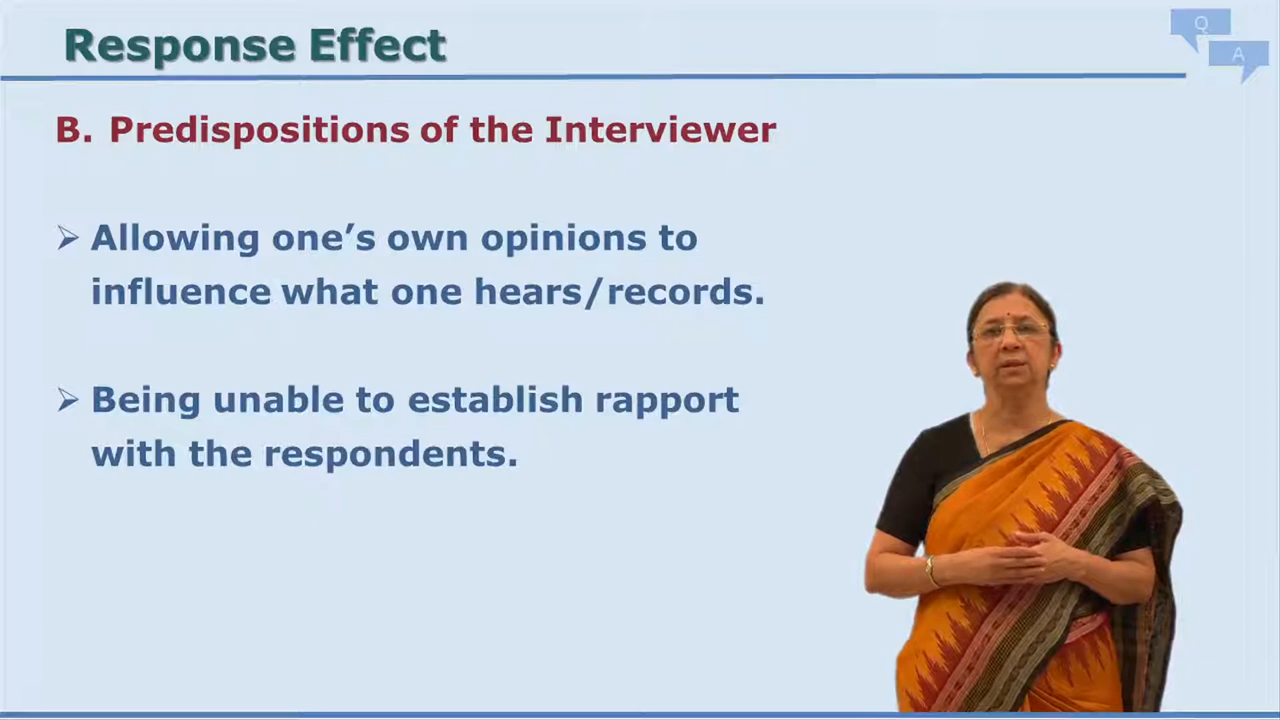 Response Effect
Q
A
B. Predispositions of the Interviewer
Allowing one’s own opinions to
influence what one hears/records.
Being unable to establish rapport
with the respondents.